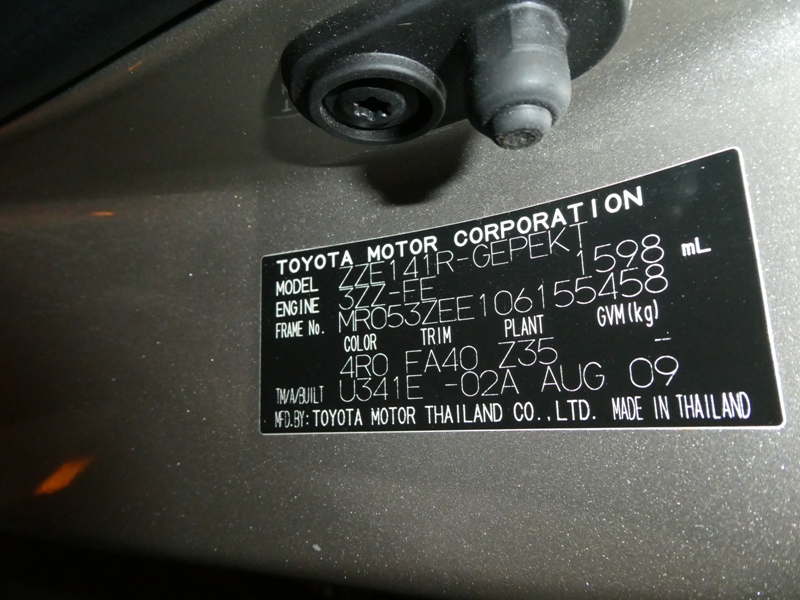 TOYOTA MOTOR CORPORATION
MODEL ZZE141R-GEPEKT
ENGINE 3ZZ-FE 1598 mL
FRAME No. MR053ZEE106155458
COLOR TRIM PLANT GVM(kg)
4R0 FA40 Z35 --
TM/A/BUILT U341E -02A AUG 09
MFD.BY: TOYOTA MOTOR THAILAND CO.,LTD. MADE IN THAILAND